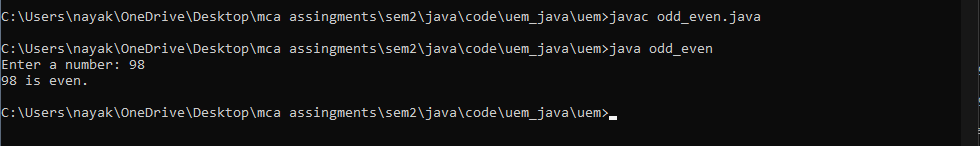 C:\Users\nayak\OneDrive\Desktop\mca assingments\sem2\java\code\uem_java\uem>javac odd_even.java
C:\Users\nayak\OneDrive\Desktop\mca assingments\sem2\java\code\uem_java\uem>java odd_even
Enter a number: 98
98 is even.
C:\Users\nayak\OneDrive\Desktop\mca assingments\sem2\java\code\uem_java\uem>